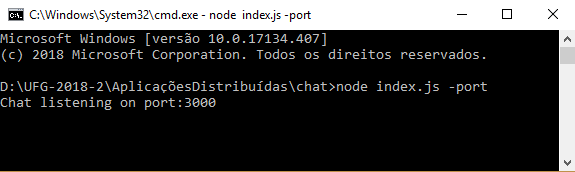 C:\Windows\System32\cmd.exe - node  index.js -port
Microsoft Windows [versão 10.0.17134.407]
(c) 2018 Microsoft Corporation. Todos os direitos reservados.
D:\UFG-2018-2\AplicaçõesDistribuídas\chat>node index.js -port
Chat listening on port:3000